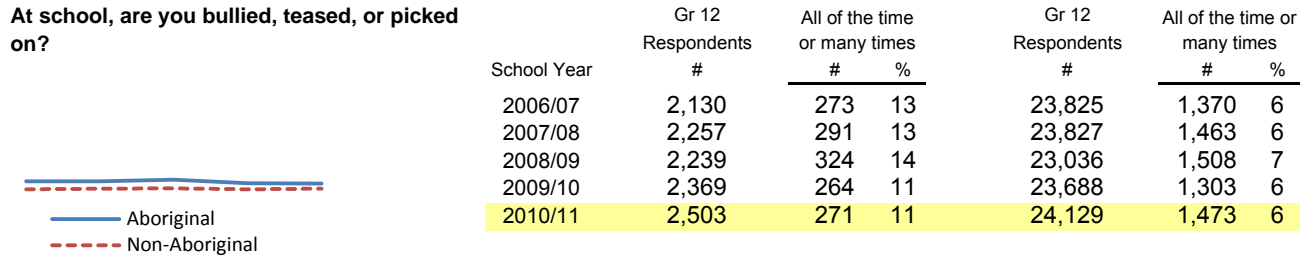 At school, are you bullied, teased, or picked on?
Gr 12 All of the time Gr 12 All of the time or
Respondents or many times Respondents many times
School Year # # % # # %
2006/07 2,130 273 13 23,825 1,370 6
2007/08 2,257 291 13 23,827 1,463 6
2008/09 2,239 324 14 23,036 1,508 7
2009/10 2,369 264 11 23,688 1,303 6
2010/11 2,503 271 11 24,129 1,473 6
Aboriginal
Non-Aboriginal